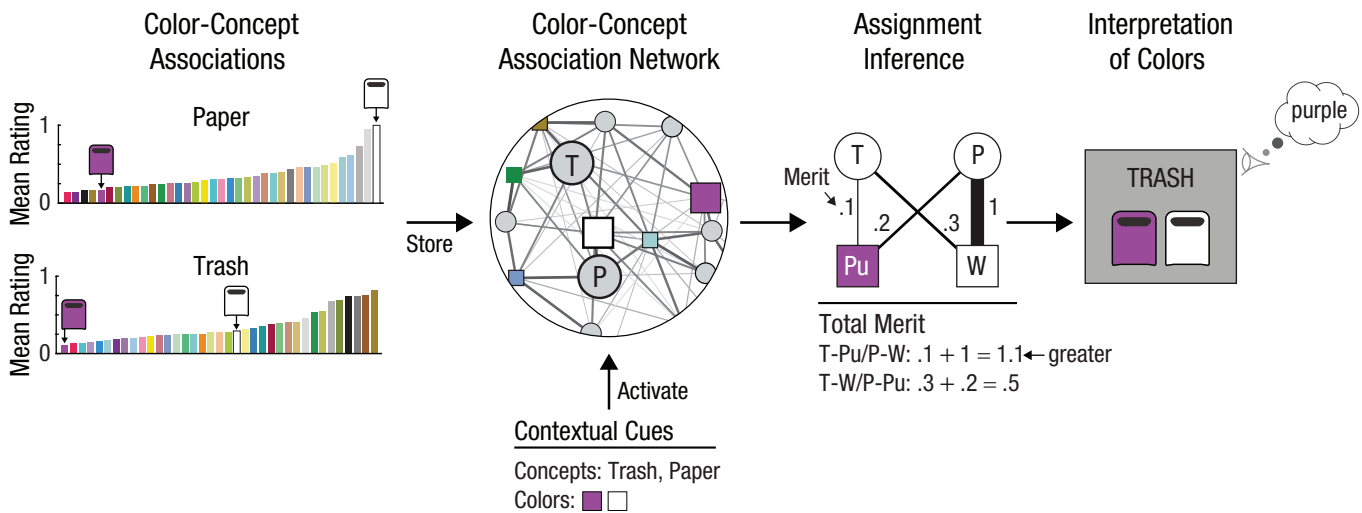 Color-Concept
Associations
Mean Rating
1
0
Paper
Mean Rating
1
0
Trash
Store
Color-Concept
Association Network
T
P
Activate
Contextual Cues
Concepts: Trash, Paper
Colors:
Assignment
Inference
T
P
Merit
.1
.2
.3
1
Pu
W
Total Merit
T-Pu/P-W: .1 + 1 = 1.1
greater
T-W/P-Pu: .3 + .2 = .5
Interpretation
of Colors
purple
TRASH